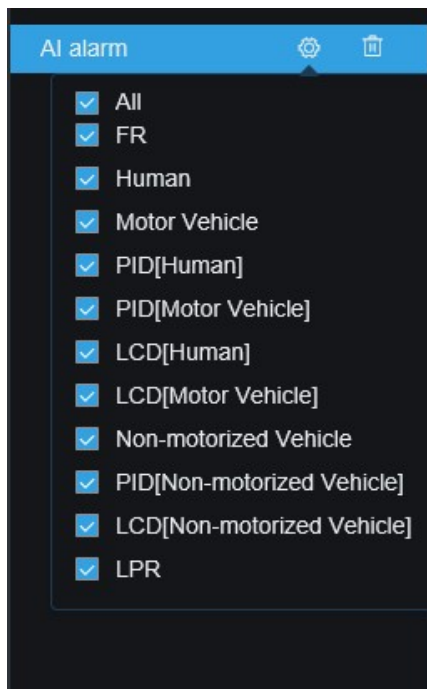 AI alarm
All
FR
Human
Motor Vehicle
PID[Human]
PID[Motor Vehicle]
LCD[Human]
LCD[Motor Vehicle]
Non-motorized Vehicle
PID[Non-motorized Vehicle]
LCD[Non-motorized Vehicle]
LPR